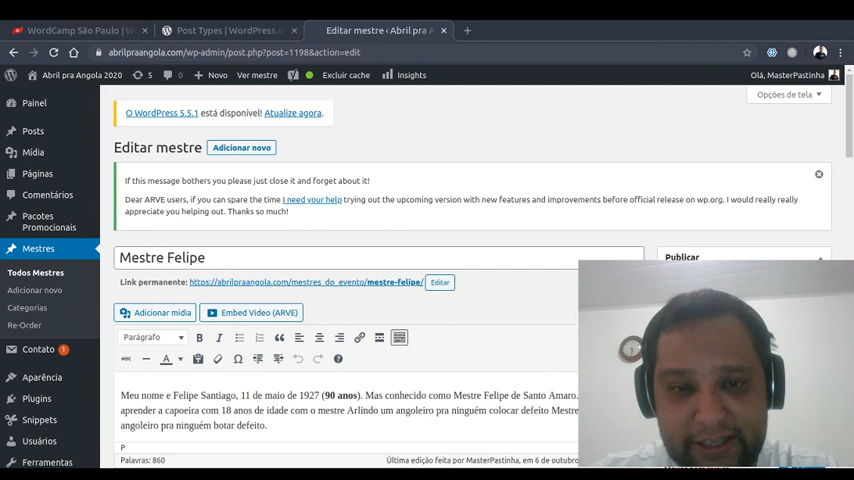 WordCamp São Paulo | W
Post Types | WordPress.o
Editar mestre ‹ Abril pra A
abrilpraangola.com/wp-admin/post.php?post=1198&action=edit
Abril pra Angola 2020 5 0 Novo Ver mestre Excluir cache Insights Olá, MasterPastinha
Opções de tela
Painel
Posts
Mídia
Páginas
Comentários
Pacotes
Promocionais
Mestres
Todos Mestres
Adicionar novo
Categorias
Re-Order
Contato 1
Aparência
Plugins
Snippets
Usuários
Ferramentas
O WordPress 5.5.1 está disponível! Atualize agora.
Editar mestre Adicionar novo
If this message bothers you please just close it and forget about it!
Dear ARVE users, if you can spare the time I need your help trying out the upcoming version with new features and improvements before official release on wp.org. I would really really
appreciate you helping out. Thanks so much!
Mestre Felipe
Publicar
Link permanente: https://abrilpraangola.com/mestres_do_evento/mestre-felipe/ Editar
Adicionar mídia Embed Video (ARVE)
Parágrafo B I
ABC A
Meu nome e Felipe Santiago, 11 de maio de 1927 (90 anos). Mas conhecido como Mestre Felipe de Santo Amaro.
aprender a capoeira com 18 anos de idade com o mestre Arlindo um angoleiro pra ninguém colocar defeito Mestre
angoleiro pra ninguém botar defeito.
P
Palavras: 860 Última edição feita por MasterPastinha, em 6 de outubro